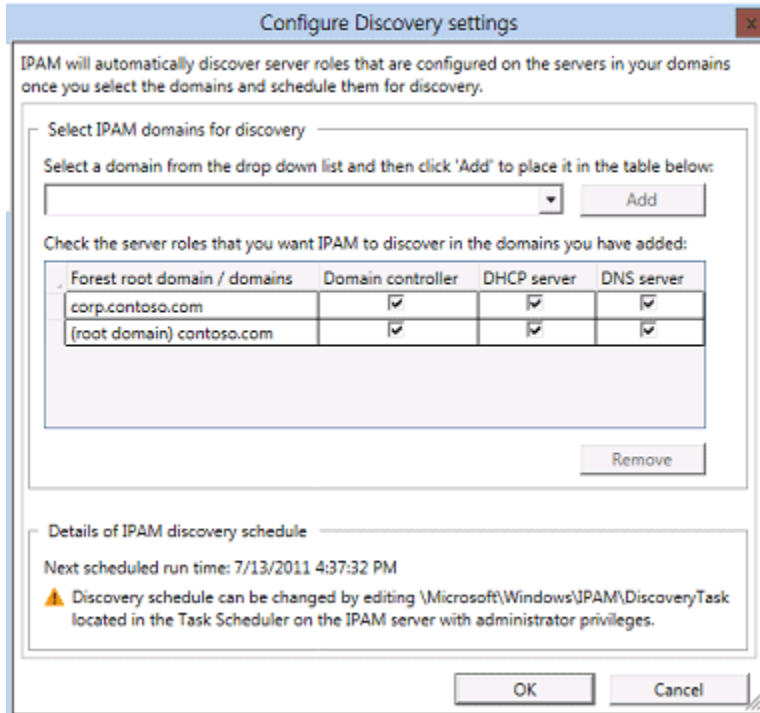 Configure Discovery settings
x
IPAM will automatically discover server roles that are configured on the servers in your domains
once you select the domains and schedule them for discovery.
Select IPAM domains for discovery
Select a domain from the drop down list and then click 'Add' to place it in the table below:
Add
Check the server roles that you want IPAM to discover in the domains you have added:
Forest root domain / domains Domain controller DHCP server DNS server
corp.contoso.com
(root domain) contoso.com
Remove
Details of IPAM discovery schedule
Next scheduled run time: 7/13/2011 4:37:32 PM
Discovery schedule can be changed by editing \Microsoft\Windows\IPAM\DiscoveryTask
located in the Task Scheduler on the IPAM server with administrator privileges.
OK Cancel